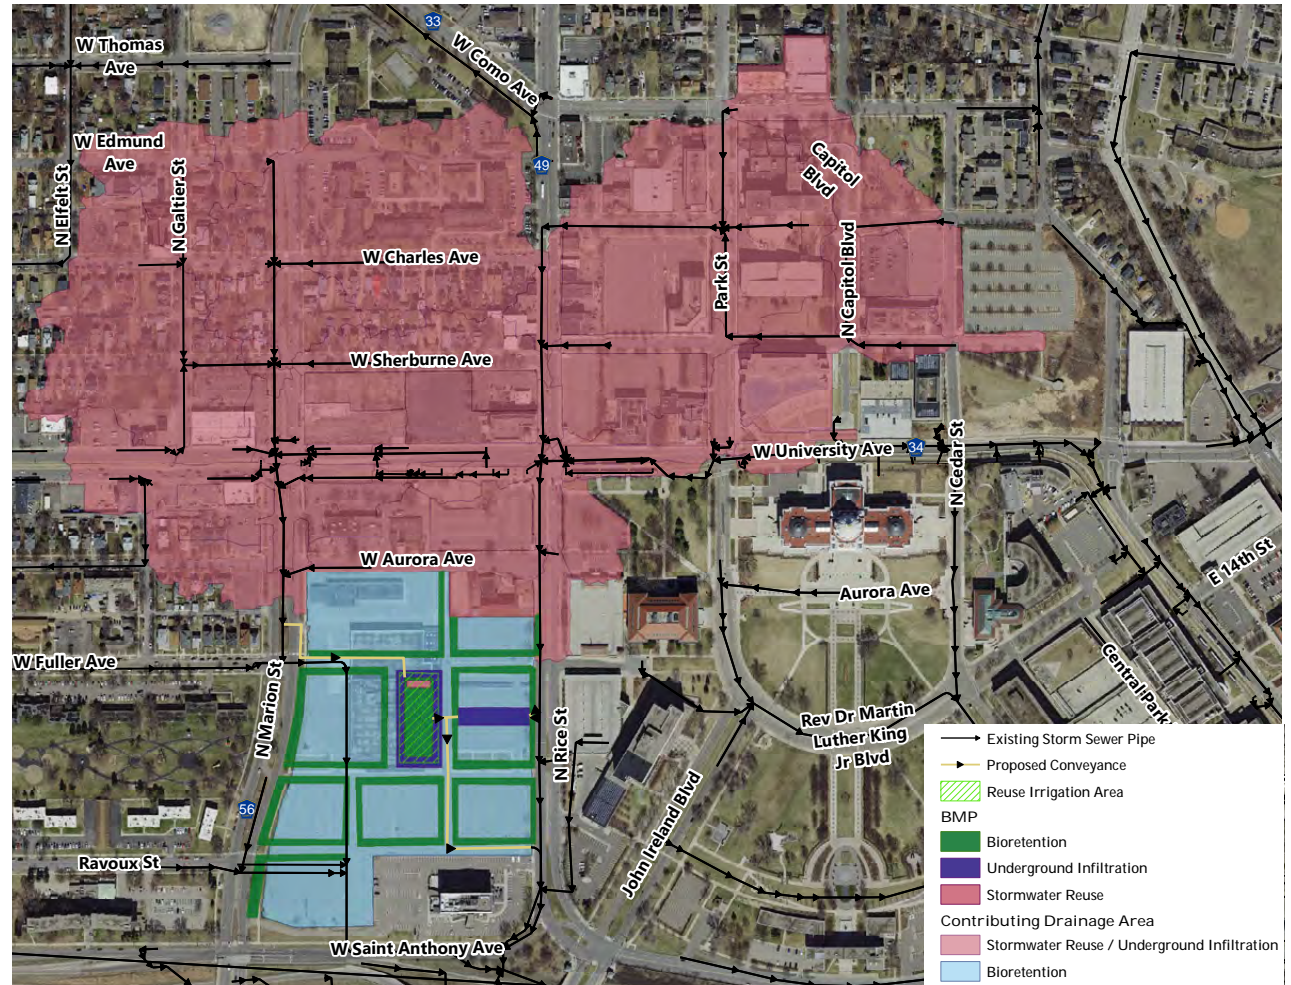 33
W Thomas
Ave
W Como Ave
W Edmund
Ave
49
Capitol
Blvd
N Elfelt St
N Galtier St
W Charles Ave
Park St
N Capitol Blvd
W Sherburne Ave
W University Ave
34
N Cedar St
W Aurora Ave
Aurora Ave
E 14th St
W Fuller Ave
N Marion St
N Rice St
Central Park
Rev Dr Martin
Luther King
Jr Blvd
John Ireland Blvd
56
Ravoux St
W Saint Anthony Ave
Existing Storm Sewer Pipe
Proposed Conveyance
Reuse Irrigation Area
BMP
Bioretention
Underground Infiltration
Stormwater Reuse
Contributing Drainage Area
Stormwater Reuse / Underground Infiltration
Bioretention